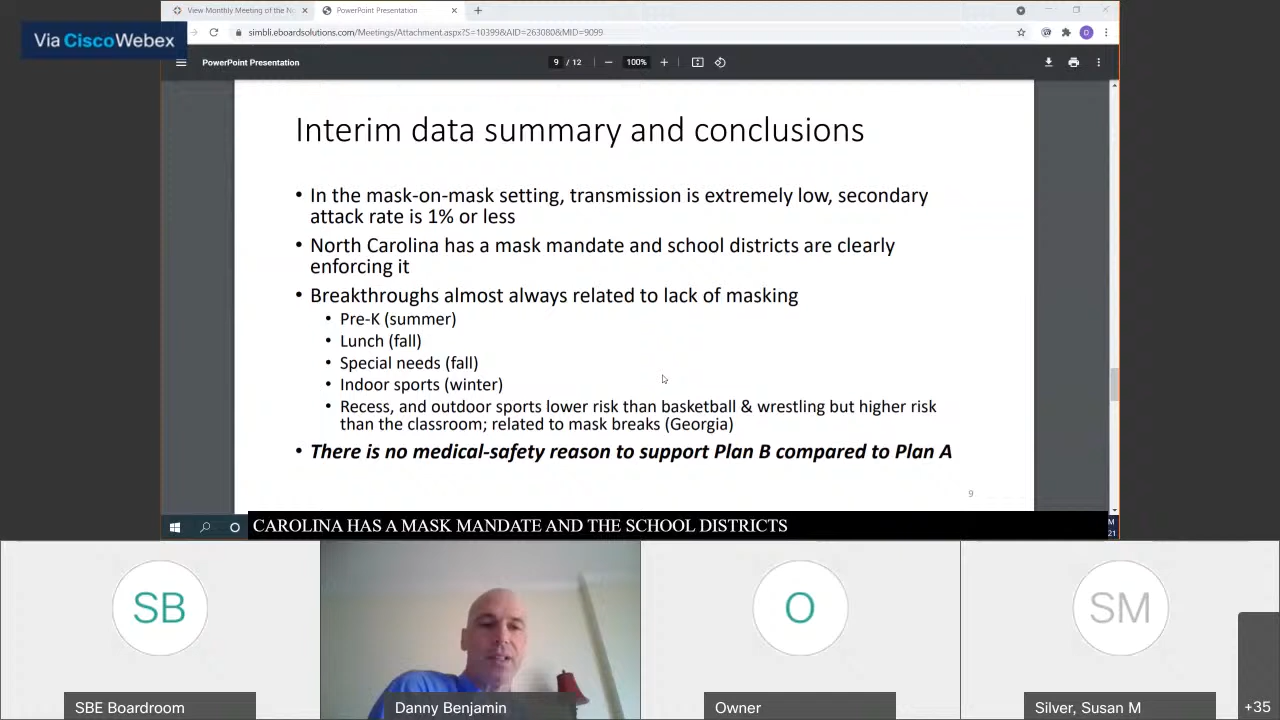 View Monthly Meeting of the No
PowerPoint Presentation
Via Cisco Webex
simbli.eboardsolutions.com/Meetings/Attachment.aspx?S=10399&AID=263080&MID=9099
D
PowerPoint Presentation
9 / 12
100%
Interim data summary and conclusions
• In the mask-on-mask setting, transmission is extremely low, secondary
attack rate is 1% or less
• North Carolina has a mask mandate and school districts are clearly
enforcing it
• Breakthroughs almost always related to lack of masking
• Pre-K (summer)
• Lunch (fall)
• Special needs (fall)
• Indoor sports (winter)
• Recess, and outdoor sports lower risk than basketball & wrestling but higher risk
than the classroom; related to mask breaks (Georgia)
• There is no medical-safety reason to support Plan B compared to Plan A
9
CAROLINA HAS A MASK MANDATE AND THE SCHOOL DISTRICTS
M
21
SB
O
SM
SBE Boardroom
Danny Benjamin
Owner
Silver, Susan M
+35